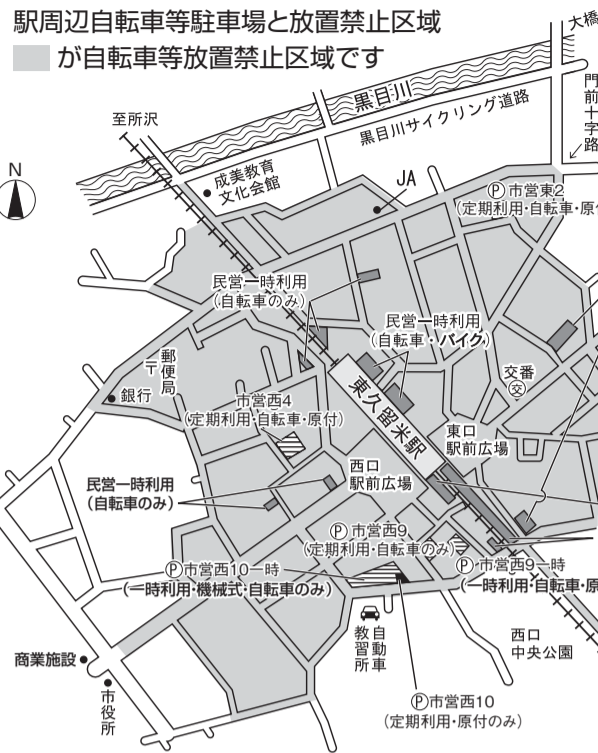 駅周辺自転車等駐車場と放置禁止区域
が自転車等放置禁止区域です
大橋
門前十字路
黒目川
黒目川サイクリング道路
至所沢
N
成美教育
文化会館
JA
Ⓟ市営東2
(定期利用・自転車・原付
民営一時利用
(自転車のみ)
民営一時利用
(自転車・バイク)
郵便局
〒
銀行
交番
交
市営西4
(定期利用・自転車・原付)
東久留米駅
東口
駅前広場
西口
駅前広場
民営一時利用
(自転車のみ)
Ⓟ市営西9
(定期利用・自転車のみ)
Ⓟ市営西10一時
(一時利用・機械式・自転車のみ)
Ⓟ市営西9一時
(一時利用・自転車・原
自動車
教習所
西口
中央公園
商業施設
市役所
Ⓟ市営西10
(定期利用・原付のみ)